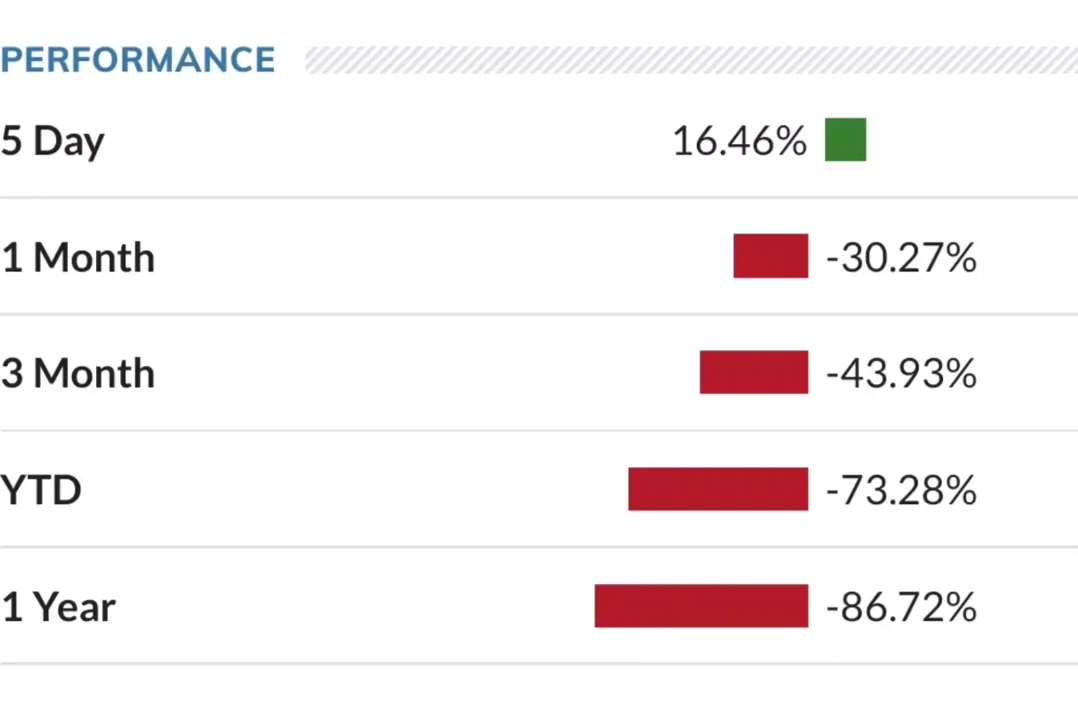 PERFORMANCE
5 Day 16.46%
1 Month -30.27%
3 Month -43.93%
YTD -73.28%
1 Year -86.72%